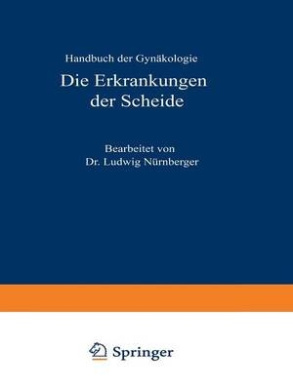 Handbuch der Gynäkologie
Die Erkrankungen
der Scheide
Bearbeitet von
Dr. Ludwig Nürnberger
Springer